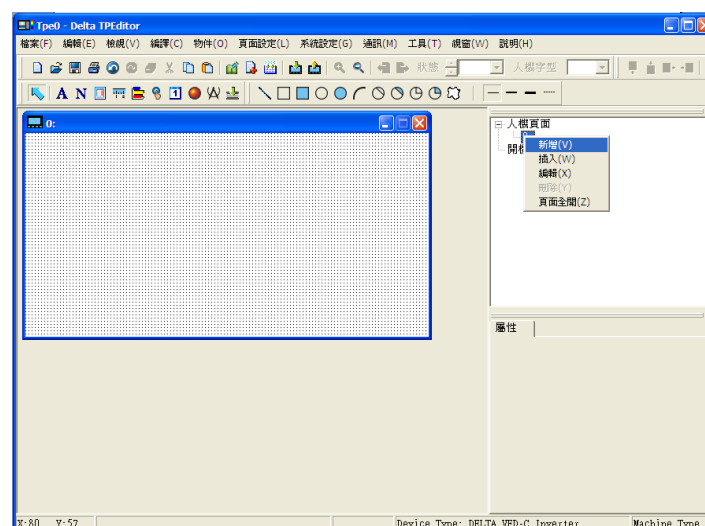 Tpe0 - Delta TPEditor
檔案(F) 編輯(E) 檢視(V) 編譯(C) 物件(O) 頁面設定(L) 系統設定(G) 通訊(M) 工具(T) 視窗(W) 說明(H)
狀態 人機字型
A N 1
0:
人機頁面
新增(V)
插入(W)
編輯(X)
刪除(Y)
頁面全開(Z)
屬性
X:80 Y:57 Device Type: DELTA VFD-C Inverter Machine Type